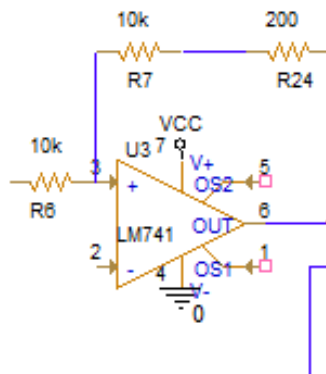 10k
200
R7
R24
VCC
10k
U3
7
V+
3
5
+
OS2
R6
OUT
6
LM741
2
-
4
OS1
1
V-
0